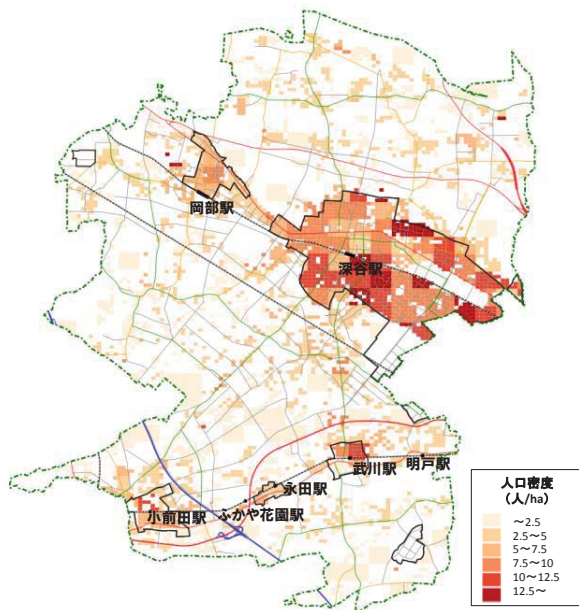 岡部駅
深谷駅
武川駅
明戸駅
永田駅
ふかや花園駅
小前田駅
人口密度
（人/ha）
～2.5
2.5～5
5～7.5
7.5～10
10～12.5
12.5～